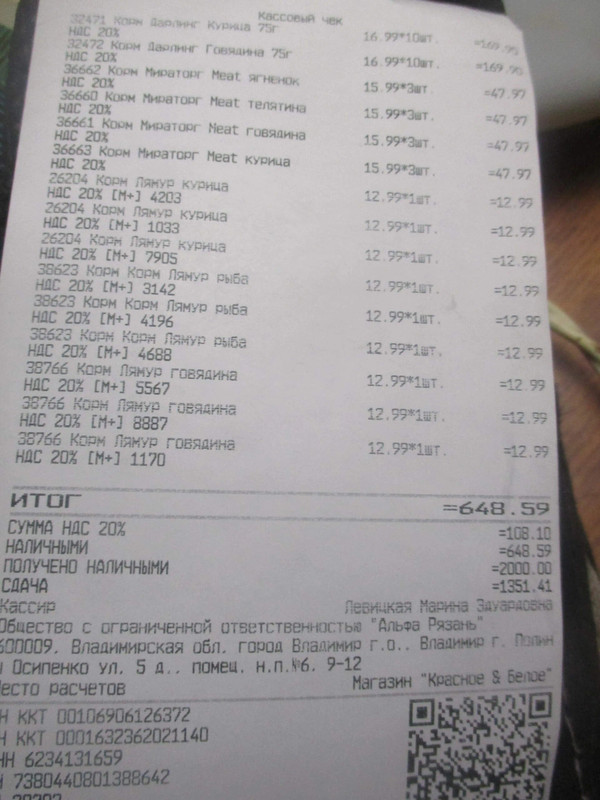 Кассовый чек
32471 Корм Дарлинг Курица 75г 16.99*10шт. =169.90
НДС 20%
32472 Корм Дарлинг Говядина 75г 16.99*10шт. =169.90
НДС 20%
36662 Корм Мираторг Meat ягненок 15.99*3шт. =47.97
НДС 20%
36660 Корм Мираторг Meat телятина 15.99*3шт. =47.97
НДС 20%
36661 Корм Мираторг Meat говядина 15.99*3шт. =47.97
НДС 20%
36663 Корм Мираторг Meat курица 15.99*3шт. =47.97
НДС 20%
26204 Корм Лямур курица 12.99*1шт. =12.99
НДС 20% [М+] 4203
26204 Корм Лямур курица 12.99*1шт. =12.99
НДС 20% [М+] 1033
26204 Корм Лямур курица 12.99*1шт. =12.99
НДС 20% [М+] 7905
38623 Корм Корм Лямур рыба 12.99*1шт. =12.99
НДС 20% [М+] 3142
38623 Корм Корм Лямур рыба 12.99*1шт. =12.99
НДС 20% [М+] 4196
38623 Корм Корм Лямур рыба 12.99*1шт. =12.99
НДС 20% [М+] 4688
38766 Корм Лямур говядина 12.99*1шт. =12.99
НДС 20% [М+] 5567
38766 Корм Лямур говядина 12.99*1шт. =12.99
НДС 20% [М+] 8887
38766 Корм Лямур говядина 12.99*1шт. =12.99
НДС 20% [М+] 1170
ИТОГ =648.59
СУММА НДС 20% =108.10
НАЛИЧНЫМИ =648.59
ПОЛУЧЕНО НАЛИЧНЫМИ =2000.00
СДАЧА =1351.41
Кассир Левицкая Марина Эдуардовна
Общество с ограниченной ответственностью "Альфа Рязань"
600009, Владимирская обл. город Владимир г.о., Владимир г. Полин
ы Осипенко ул. 5 д., помещ. н.п.№6, 9-12
Место расчетов Магазин "Красное & Белое"
Н ККТ 00106906126372
Н ККТ 0001632362021140
НН 6234131659
7380440801388642